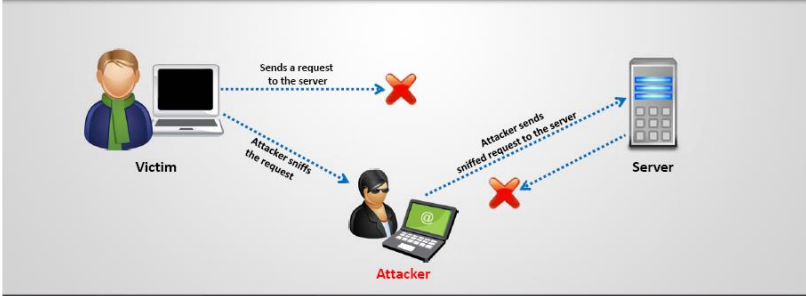 Sends a request
to the server
Attacker sniffs
the request
Attacker sends
sniffed request to the server
Victim
Server
@
Attacker